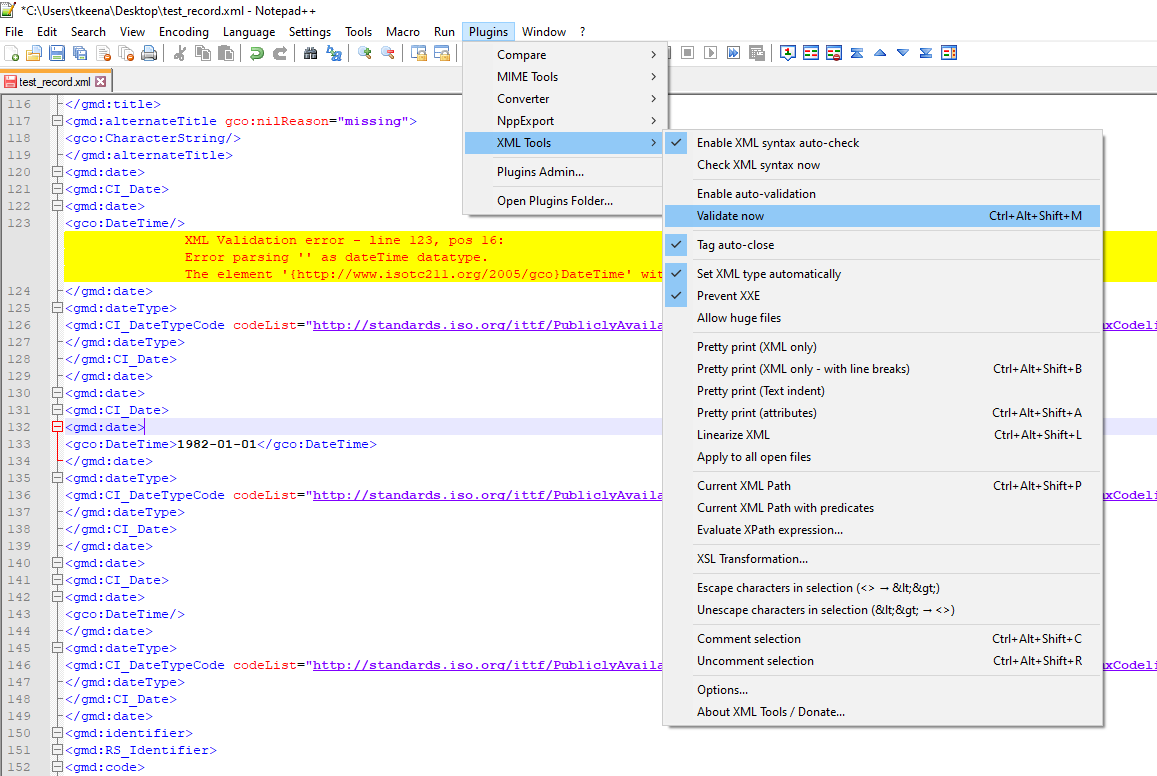 *C:\Users\tkeena\Desktop\test_record.xml - Notepad++
File Edit Search View Encoding Language Settings Tools Macro Run Plugins Window ?
test_record.xml
116 </gmd:title>
117 <gmd:alternateTitle gco:nilReason="missing">
118 <gco:CharacterString/>
119 </gmd:alternateTitle>
120 <gmd:date>
121 <gmd:CI_Date>
122 <gmd:date>
123 <gco:DateTime/>
XML Validation error - line 123, pos 16:
Error parsing '' as dateTime datatype.
The element '{http://www.isotc211.org/2005/gco}DateTime' wit
124 </gmd:date>
125 <gmd:dateType>
126 <gmd:CI_DateTypeCode codeList="http://standards.iso.org/ittf/PubliclyAvaila xCodeli
127 </gmd:dateType>
128 </gmd:CI_Date>
129 </gmd:date>
130 <gmd:date>
131 <gmd:CI_Date>
132 <gmd:date>
133 <gco:DateTime>1982-01-01</gco:DateTime>
134 </gmd:date>
135 <gmd:dateType>
136 <gmd:CI_DateTypeCode codeList="http://standards.iso.org/ittf/PubliclyAvaila xCodeli
137 </gmd:dateType>
138 </gmd:CI_Date>
139 </gmd:date>
140 <gmd:date>
141 <gmd:CI_Date>
142 <gmd:date>
143 <gco:DateTime/>
144 </gmd:date>
145 <gmd:dateType>
146 <gmd:CI_DateTypeCode codeList="http://standards.iso.org/ittf/PubliclyAvaila xCodeli
147 </gmd:dateType>
148 </gmd:CI_Date>
149 </gmd:date>
150 <gmd:identifier>
151 <gmd:RS_Identifier>
152 <gmd:code>
Compare
MIME Tools
Converter
NppExport
XML Tools
Plugins Admin...
Open Plugins Folder...
Enable XML syntax auto-check
Check XML syntax now
Enable auto-validation
Validate now Ctrl+Alt+Shift+M
Tag auto-close
Set XML type automatically
Prevent XXE
Allow huge files
Pretty print (XML only)
Pretty print (XML only - with line breaks) Ctrl+Alt+Shift+B
Pretty print (Text indent)
Pretty print (attributes) Ctrl+Alt+Shift+A
Linearize XML Ctrl+Alt+Shift+L
Apply to all open files
Current XML Path Ctrl+Alt+Shift+P
Current XML Path with predicates
Evaluate XPath expression...
XSL Transformation...
Escape characters in selection (<> → &lt;&gt;)
Unescape characters in selection (&lt;&gt; → <>)
Comment selection Ctrl+Alt+Shift+C
Uncomment selection Ctrl+Alt+Shift+R
Options...
About XML Tools / Donate...